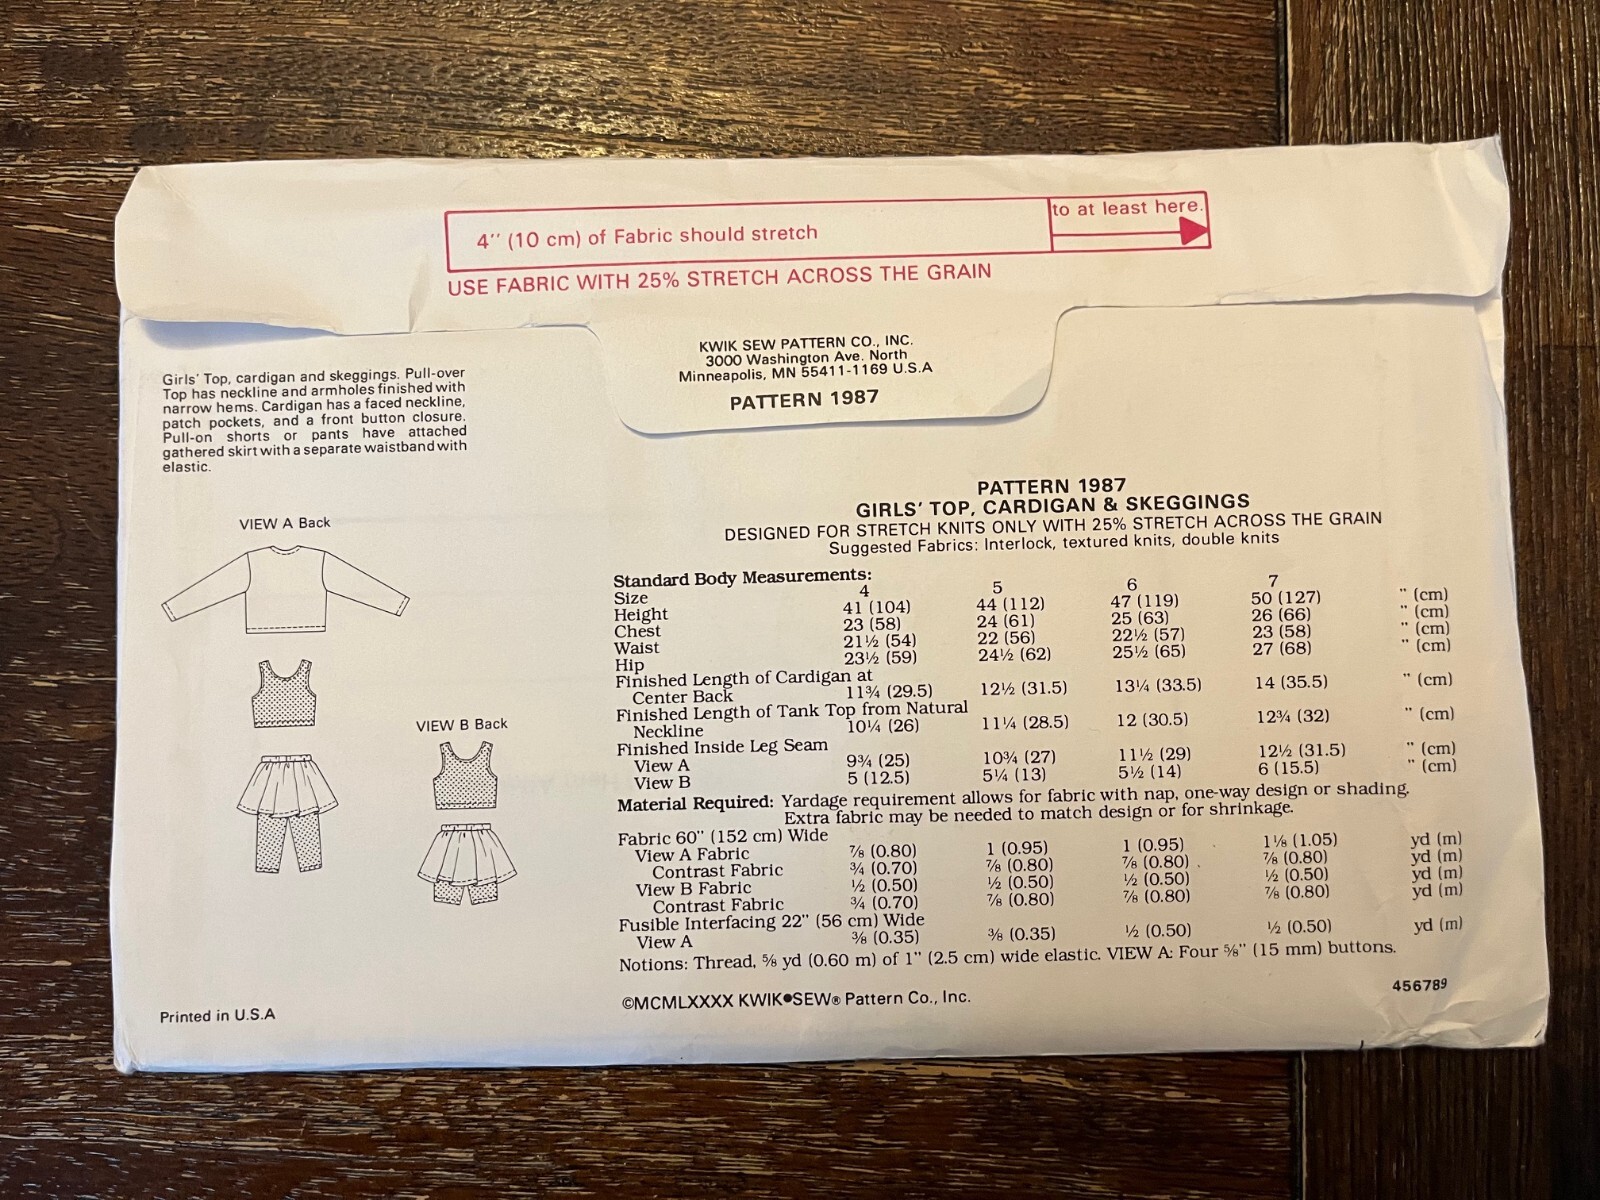 4'' (10 cm) of Fabric should stretch
to at least here.
USE FABRIC WITH 25% STRETCH ACROSS THE GRAIN
KWIK SEW PATTERN CO., INC.
3000 Washington Ave. North
Minneapolis, MN 55411-1169 U.S.A
PATTERN 1987
Girls' Top, cardigan and skeggings. Pull-over
Top has neckline and armholes finished with
narrow hems. Cardigan has a faced neckline,
patch pockets, and a front button closure.
Pull-on shorts or pants have attached
gathered skirt with a separate waistband with
elastic.
VIEW A Back
VIEW B Back
Printed in U.S.A
PATTERN 1987
GIRLS' TOP, CARDIGAN & SKEGGINGS
DESIGNED FOR STRETCH KNITS ONLY WITH 25% STRETCH ACROSS THE GRAIN
Suggested Fabrics: Interlock, textured knits, double knits
Standard Body Measurements:
Size 4 5 6 7
Height 41 (104) 44 (112) 47 (119) 50 (127) " (cm)
Chest 23 (58) 24 (61) 25 (63) 26 (66) " (cm)
Waist 21½ (54) 22 (56) 22½ (57) 23 (58) " (cm)
Hip 23½ (59) 24½ (62) 25½ (65) 27 (68) " (cm)
Finished Length of Cardigan at
Center Back 11¾ (29.5) 12½ (31.5) 13¼ (33.5) 14 (35.5) " (cm)
Finished Length of Tank Top from Natural
Neckline 10¼ (26) 11¼ (28.5) 12 (30.5) 12¾ (32) " (cm)
Finished Inside Leg Seam
View A 9¾ (25) 10¾ (27) 11½ (29) 12½ (31.5) " (cm)
View B 5 (12.5) 5¼ (13) 5½ (14) 6 (15.5) " (cm)
Material Required: Yardage requirement allows for fabric with nap, one-way design or shading.
Extra fabric may be needed to match design or for shrinkage.
Fabric 60" (152 cm) Wide
View A Fabric ⅞ (0.80) 1 (0.95) 1 (0.95) 1⅛ (1.05) yd (m)
Contrast Fabric ¾ (0.70) ⅞ (0.80) ⅞ (0.80) ⅞ (0.80) yd (m)
View B Fabric ½ (0.50) ½ (0.50) ½ (0.50) ½ (0.50) yd (m)
Contrast Fabric ¾ (0.70) ⅞ (0.80) ⅞ (0.80) ⅞ (0.80) yd (m)
Fusible Interfacing 22" (56 cm) Wide
View A ⅜ (0.35) ⅜ (0.35) ½ (0.50) ½ (0.50) yd (m)
Notions: Thread, ⅝ yd (0.60 m) of 1" (2.5 cm) wide elastic. VIEW A: Four ⅝" (15 mm) buttons.
©MCMLXXXX KWIK●SEW® Pattern Co., Inc.
456789